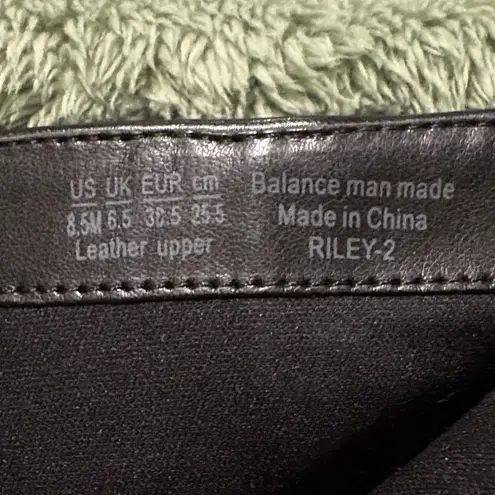 US UK EUR cm
8.5M 6.5 38.5 25.5
Leather upper
Balance man made
Made in China
RILEY-2